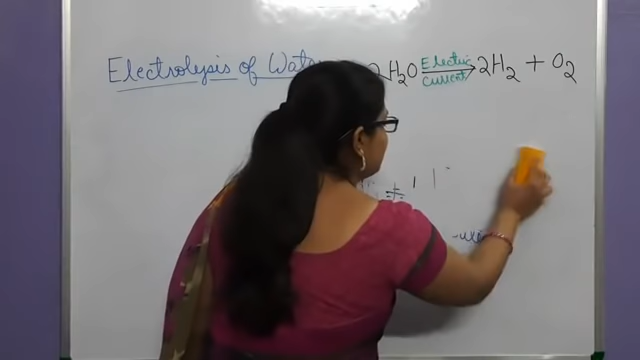 Electrolysis of Water 2H₂O Electric Current → 2H₂ + O₂